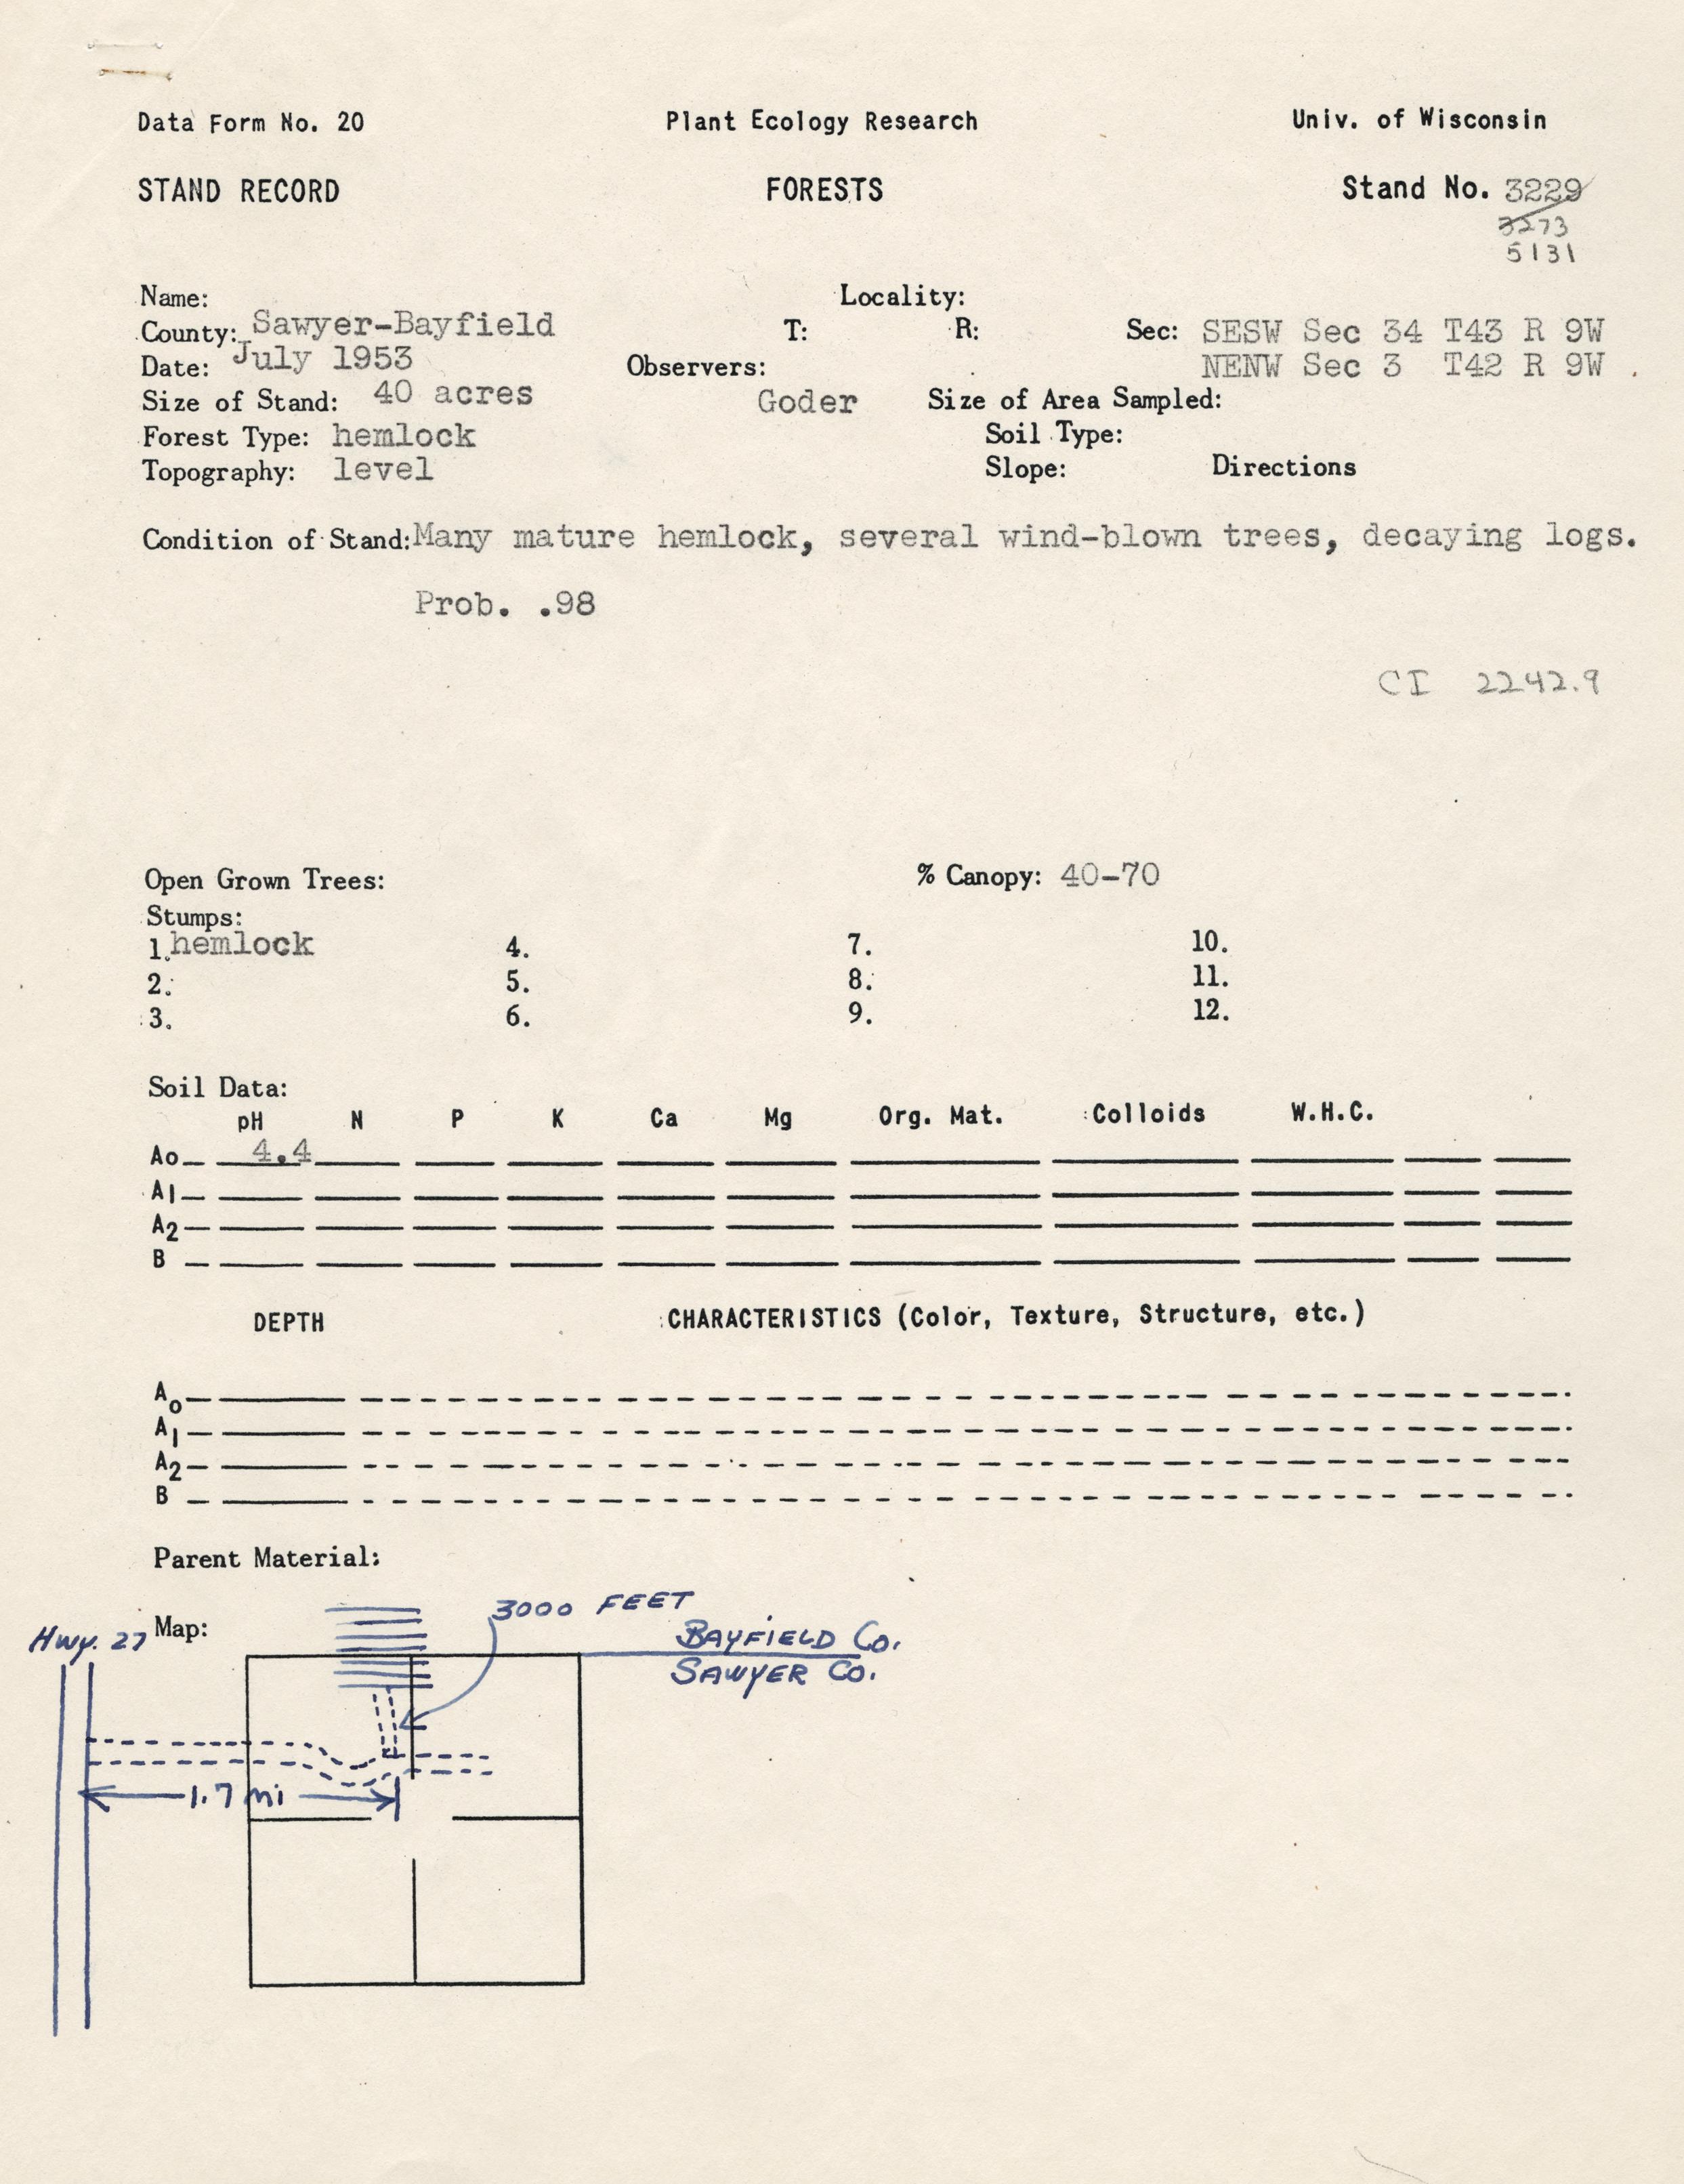 Data Form No. 20 Plant Ecology Research Univ. of Wisconsin
STAND RECORD FORESTS Stand No. 3229
3273
5131
Name: Locality:
County: Sawyer-Bayfield T: R: Sec: SESW Sec 34 T43 R 9W
Date: July 1953 Observers: NENW Sec 3 T42 R 9W
Size of Stand: 40 acres Goder Size of Area Sampled:
Forest Type: hemlock Soil Type:
Topography: level Slope: Directions
Condition of Stand: Many mature hemlock, several wind-blown trees, decaying logs.
Prob. .98
CI 2242.9
Open Grown Trees: % Canopy: 40-70
Stumps:
1. hemlock 4. 7. 10.
2. 5. 8. 11.
3. 6. 9. 12.
Soil Data:
pH N P K Ca Mg Org. Mat. Colloids W.H.C.
Ao 4.4
A1
A2
B
DEPTH CHARACTERISTICS (Color, Texture, Structure, etc.)
Ao
A1
A2
B
Parent Material:
3000 FEET
Hwy. 27 Map: BAYFIELD Co.
SAWYER Co.
1.7 mi